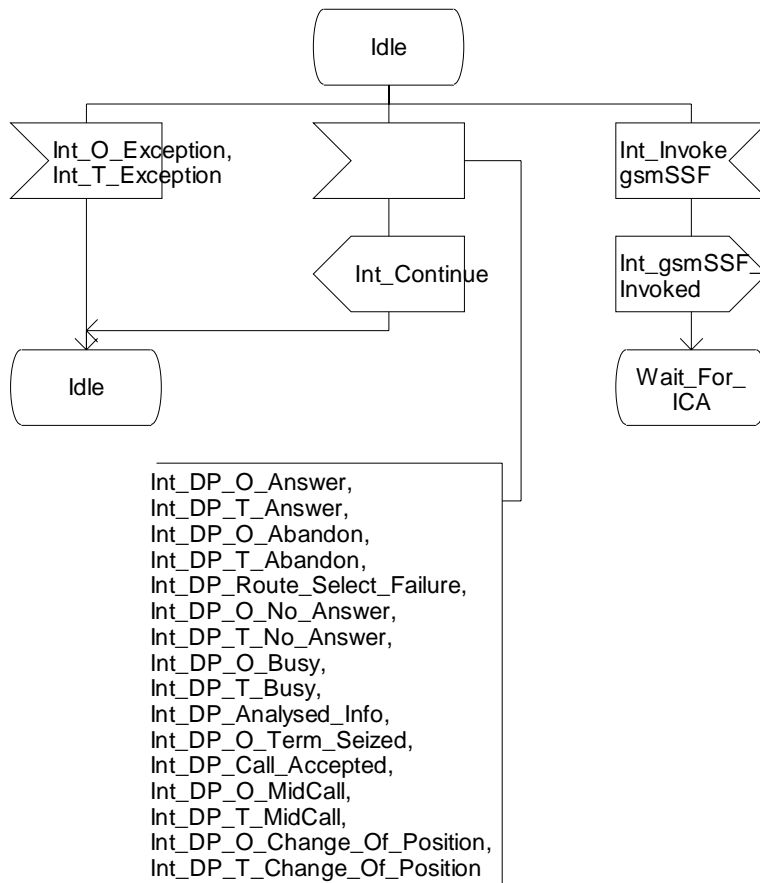 Idle
Int_O_Exception,
Int_T_Exception
Int_Invoke
gsmSSF
Int_Continue
Int_gsmSSF_
Invoked
Idle
Wait_For_
ICA
Int_DP_O_Answer,
Int_DP_T_Answer,
Int_DP_O_Abandon,
Int_DP_T_Abandon,
Int_DP_Route_Select_Failure,
Int_DP_O_No_Answer,
Int_DP_T_No_Answer,
Int_DP_O_Busy,
Int_DP_T_Busy,
Int_DP_Analysed_Info,
Int_DP_O_Term_Seized,
Int_DP_Call_Accepted,
Int_DP_O_MidCall,
Int_DP_T_MidCall,
Int_DP_O_Change_Of_Position,
Int_DP_T_Change_Of_Position